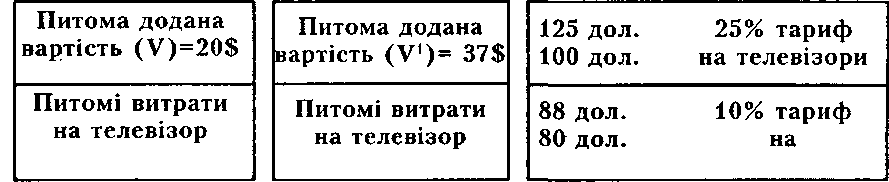 Питома додана
вартість (V)=20$
Питомі витрати
на телевізор
Питома додана
вартість (V¹)= 37$
Питомі витрати
на телевізор
125 дол. 25% тариф
100 дол. на телевізори
88 дол. 10% тариф
80 дол. на